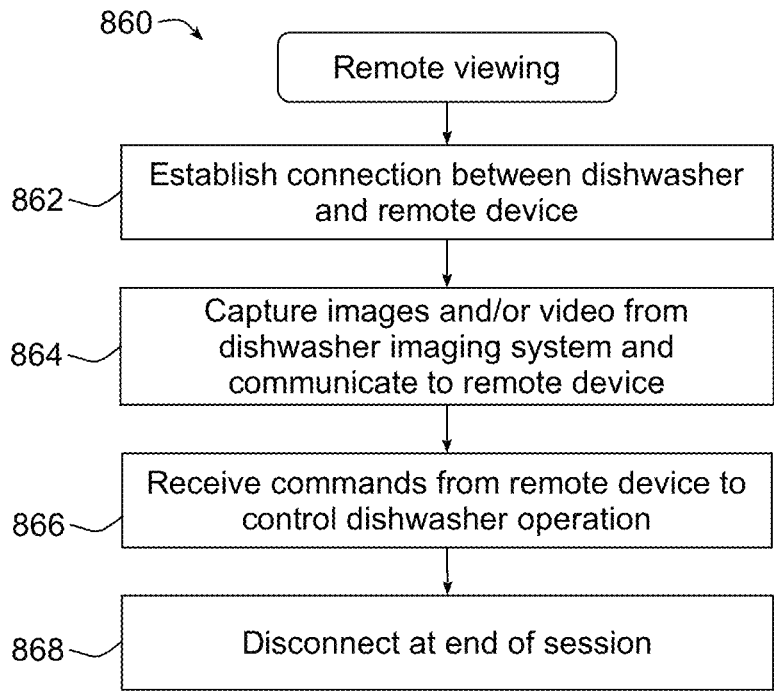 860
Remote viewing
862
Establish connection between dishwasher
and remote device
864
Capture images and/or video from
dishwasher imaging system and
communicate to remote device
866
Receive commands from remote device to
control dishwasher operation
868
Disconnect at end of session